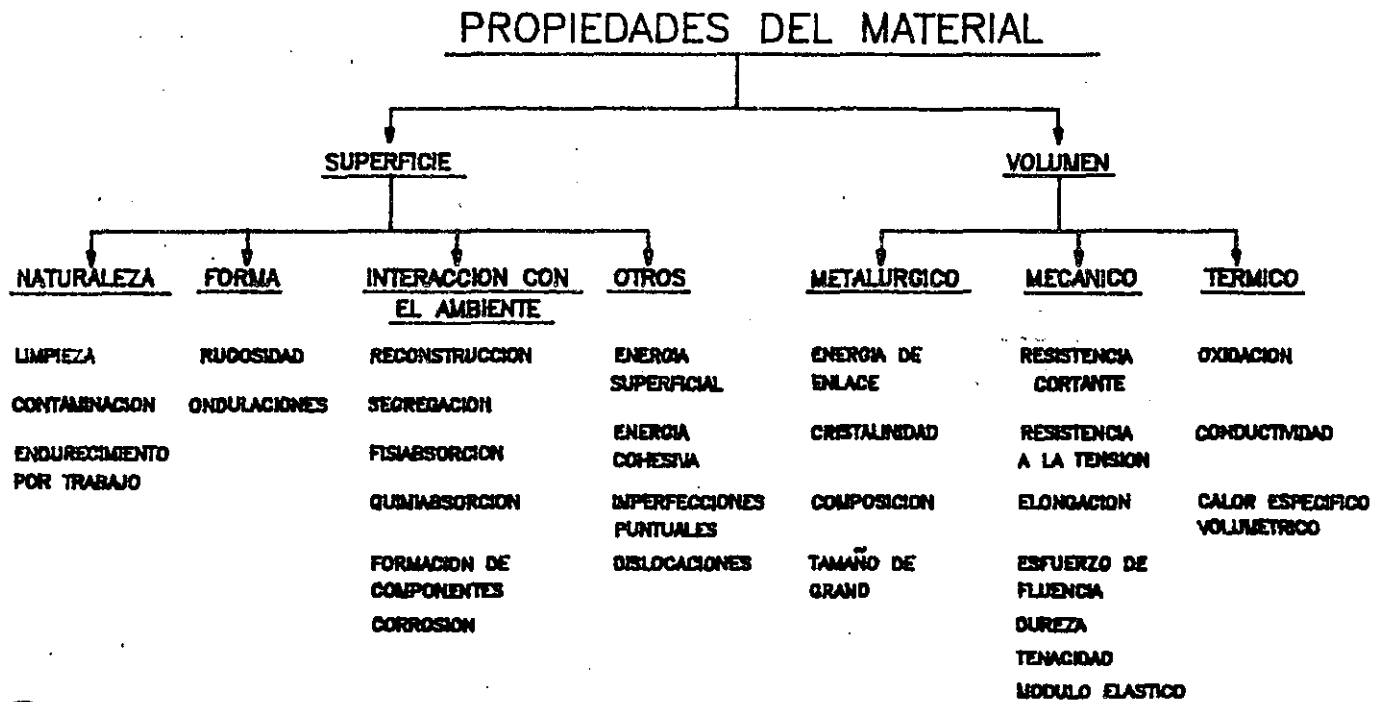 PROPIEDADES DEL MATERIAL
SUPERFICIE
VOLUMEN
NATURALEZA
LIMPIEZA
CONTAMINACION
ENDURECIMIENTO
POR TRABAJO
FORMA
RUGOSIDAD
ONDULACIONES
INTERACCION CON
EL AMBIENTE
RECONSTRUCCION
SEGREGACION
FISIABSORCION
QUIMIABSORCION
FORMACION DE
COMPONENTES
CORROSION
OTROS
ENERGIA
SUPERFICIAL
ENERGIA
COHESIVA
IMPERFECCIONES
PUNTUALES
DISLOCACIONES
METALURGICO
ENERGIA DE
ENLACE
CRISTALINIDAD
COMPOSICION
TAMAÑO DE
GRANO
MECANICO
RESISTENCIA
CORTANTE
RESISTENCIA
A LA TENSION
ELONGACION
ESFUERZO DE
FLUENCIA
DUREZA
TENACIDAD
MODULO ELASTICO
TERMICO
OXIDACION
CONDUCTIVIDAD
CALOR ESPECIFICO
VOLUMETRICO